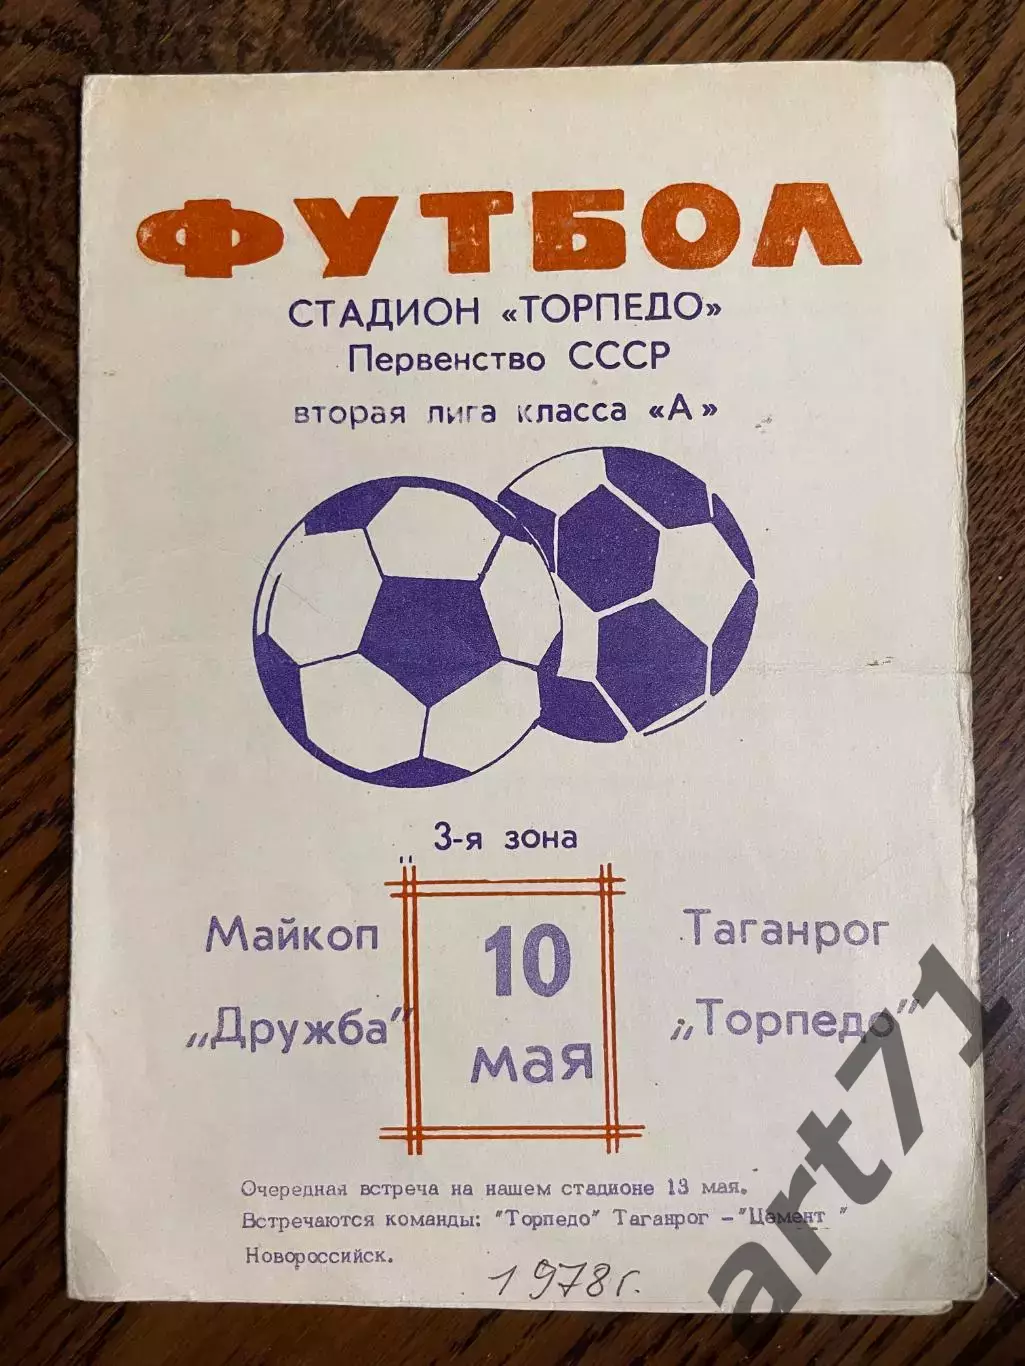 ФУТБОЛ
СТАДИОН «ТОРПЕДО»
Первенство СССР
вторая лига класса «А»
3-я зона
Майкоп
„Дружба"
10
мая
Таганрог
„Торпедо"
Очередная встреча на нашем стадионе 13 мая.
Встречаются команды: "Торпедо" Таганрог - "Цемент"
Новороссийск.
1978 г.
art71